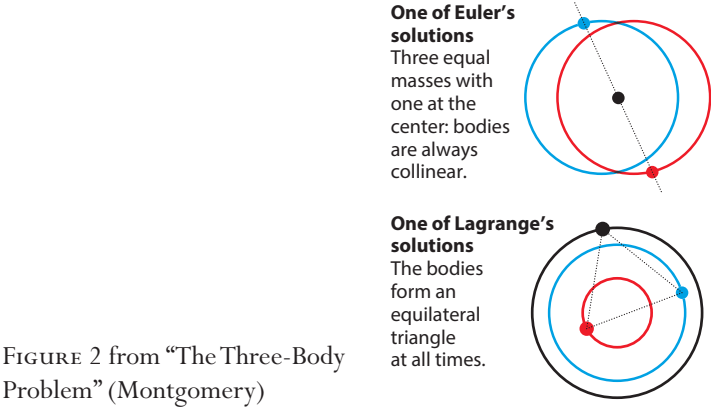 One of Euler's
solutions
Three equal
masses with
one at the
center: bodies
are always
collinear.
One of Lagrange's
solutions
The bodies
form an
equilateral
triangle
at all times.
Figure 2 from “The Three-Body
Problem” (Montgomery)